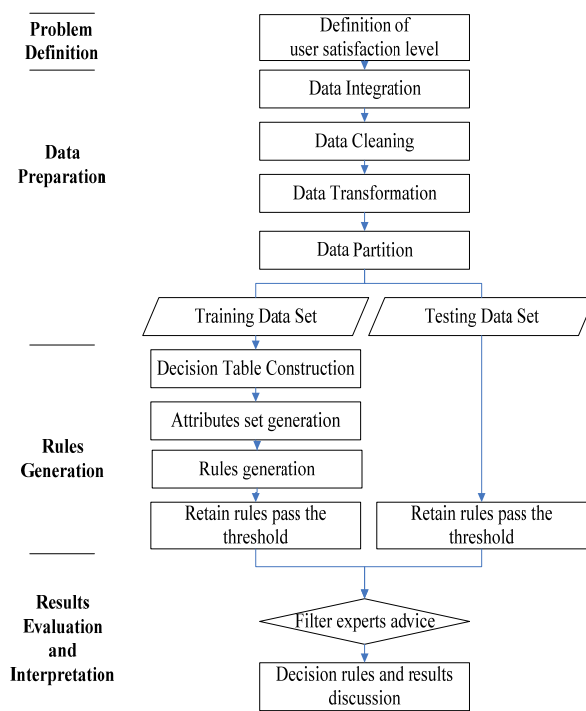 Problem
Definition
Definition of
user satisfaction level
Data Integration
Data
Preparation
Data Cleaning
Data Transformation
Data Partition
Training Data Set
Testing Data Set
Rules
Generation
Decision Table Construction
Attributes set generation
Rules generation
Retain rules pass the
threshold
Retain rules pass the
threshold
Results
Evaluation
and
Interpretation
Filter experts advice
Decision rules and results
discussion